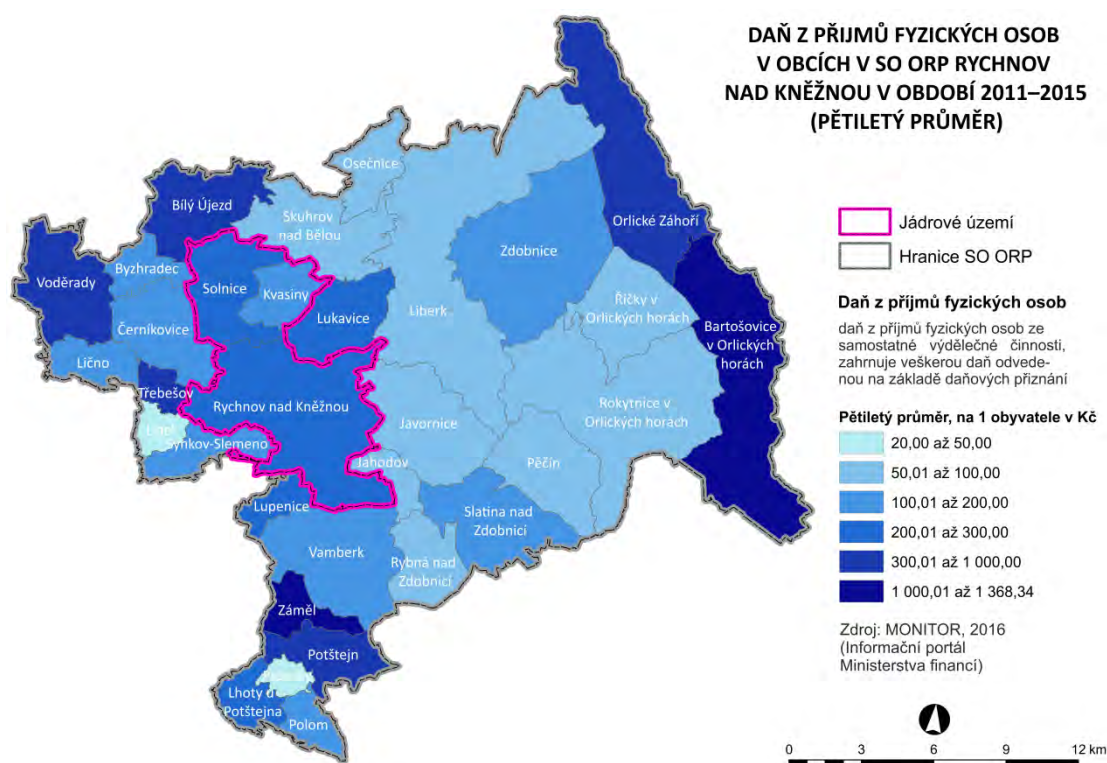 DAŇ Z PŘIJMŮ FYZICKÝCH OSOB
V OBCÍCH V SO ORP RYCHNOV
NAD KNĚŽNOU V OBDOBÍ 2011–2015
(PĚTILETÝ PRŮMĚR)
Osečnice
Bílý Újezd
Skuhrov
nad Bělou
Orlické Záhoří
Zdobnice
Byzhradec
Voděrady
Solnice
Kvasiny
Lukavice
Liberk
Říčky v
Orlických horách
Černíkovice
Bartošovice
v Orlických
horách
Lično
Třebešov
Rychnov nad Kněžnou
Rokytnice v
Orlických horách
Javornice
Synkov-Slemeno
Jahodov
Pěčín
Lupenice
Slatina nad
Zdobnicí
Vamberk
Rybná nad
Zdobnicí
Záměl
Potštejn
Lhoty u
Potštejna
Polom
Jádrové území
Hranice SO ORP
Daň z příjmů fyzických osob
daň z příjmů fyzických osob ze
samostatné výdělečné činnosti,
zahrnuje veškerou daň odvede-
nou na základě daňových přiznání
Pětiletý průměr, na 1 obyvatele v Kč
20,00 až 50,00
50,01 až 100,00
100,01 až 200,00
200,01 až 300,00
300,01 až 1 000,00
1 000,01 až 1 368,34
Zdroj: MONITOR, 2016
(Informační portál
Ministerstva financí)
0 3 6 9 12 km